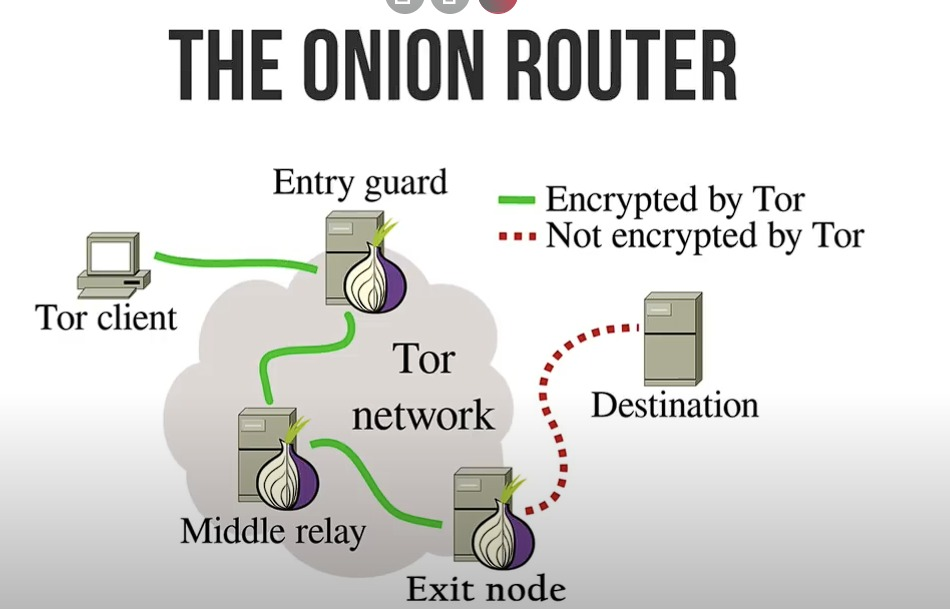 THE ONION ROUTER
Entry guard
Encrypted by Tor
Not encrypted by Tor
Tor client
Tor
network
Destination
Middle relay
Exit node